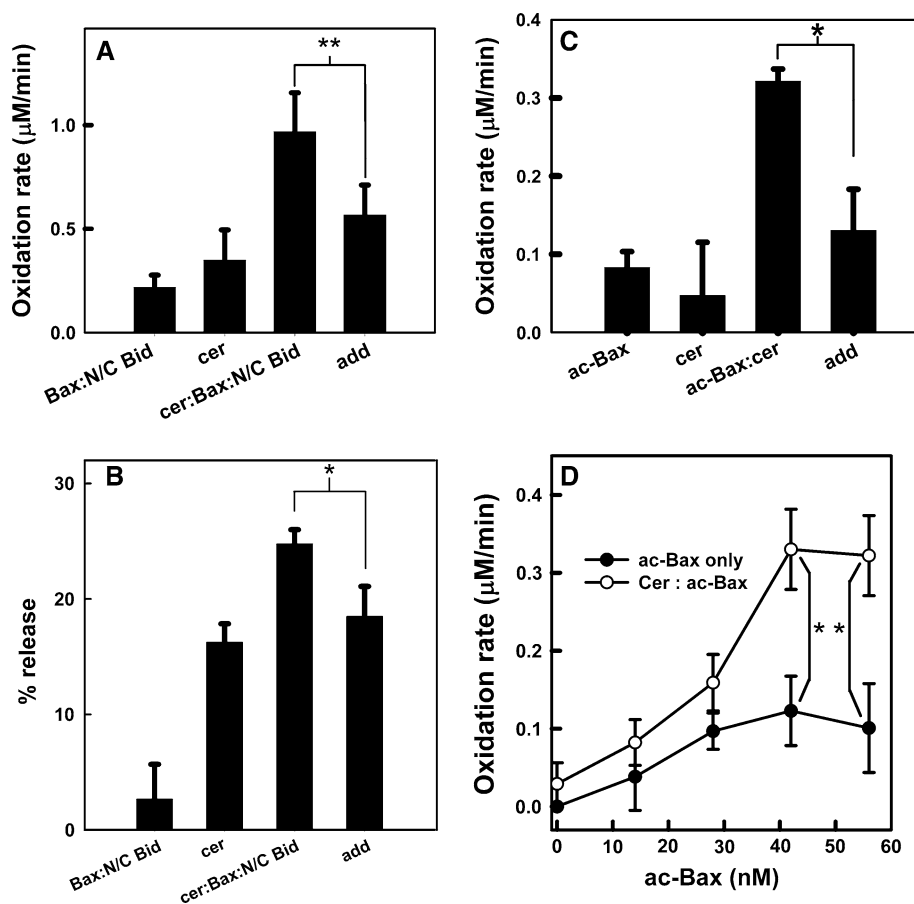 A
**
Oxidation rate (μM/min)
1.0
0.5
0.0
Bax:N/C Bid
cer
cer:Bax:N/C Bid
add
C
*
Oxidation rate (μM/min)
0.4
0.3
0.2
0.1
0.0
ac-Bax
cer
ac-Bax:cer
add
B
*
% release
30
20
10
0
Bax:N/C Bid
cer
cer:Bax:N/C Bid
add
D
Oxidation rate (μM/min)
0.4
0.3
0.2
0.1
0.0
ac-Bax only
Cer : ac-Bax
* *
0 10 20 30 40 50 60
ac-Bax (nM)